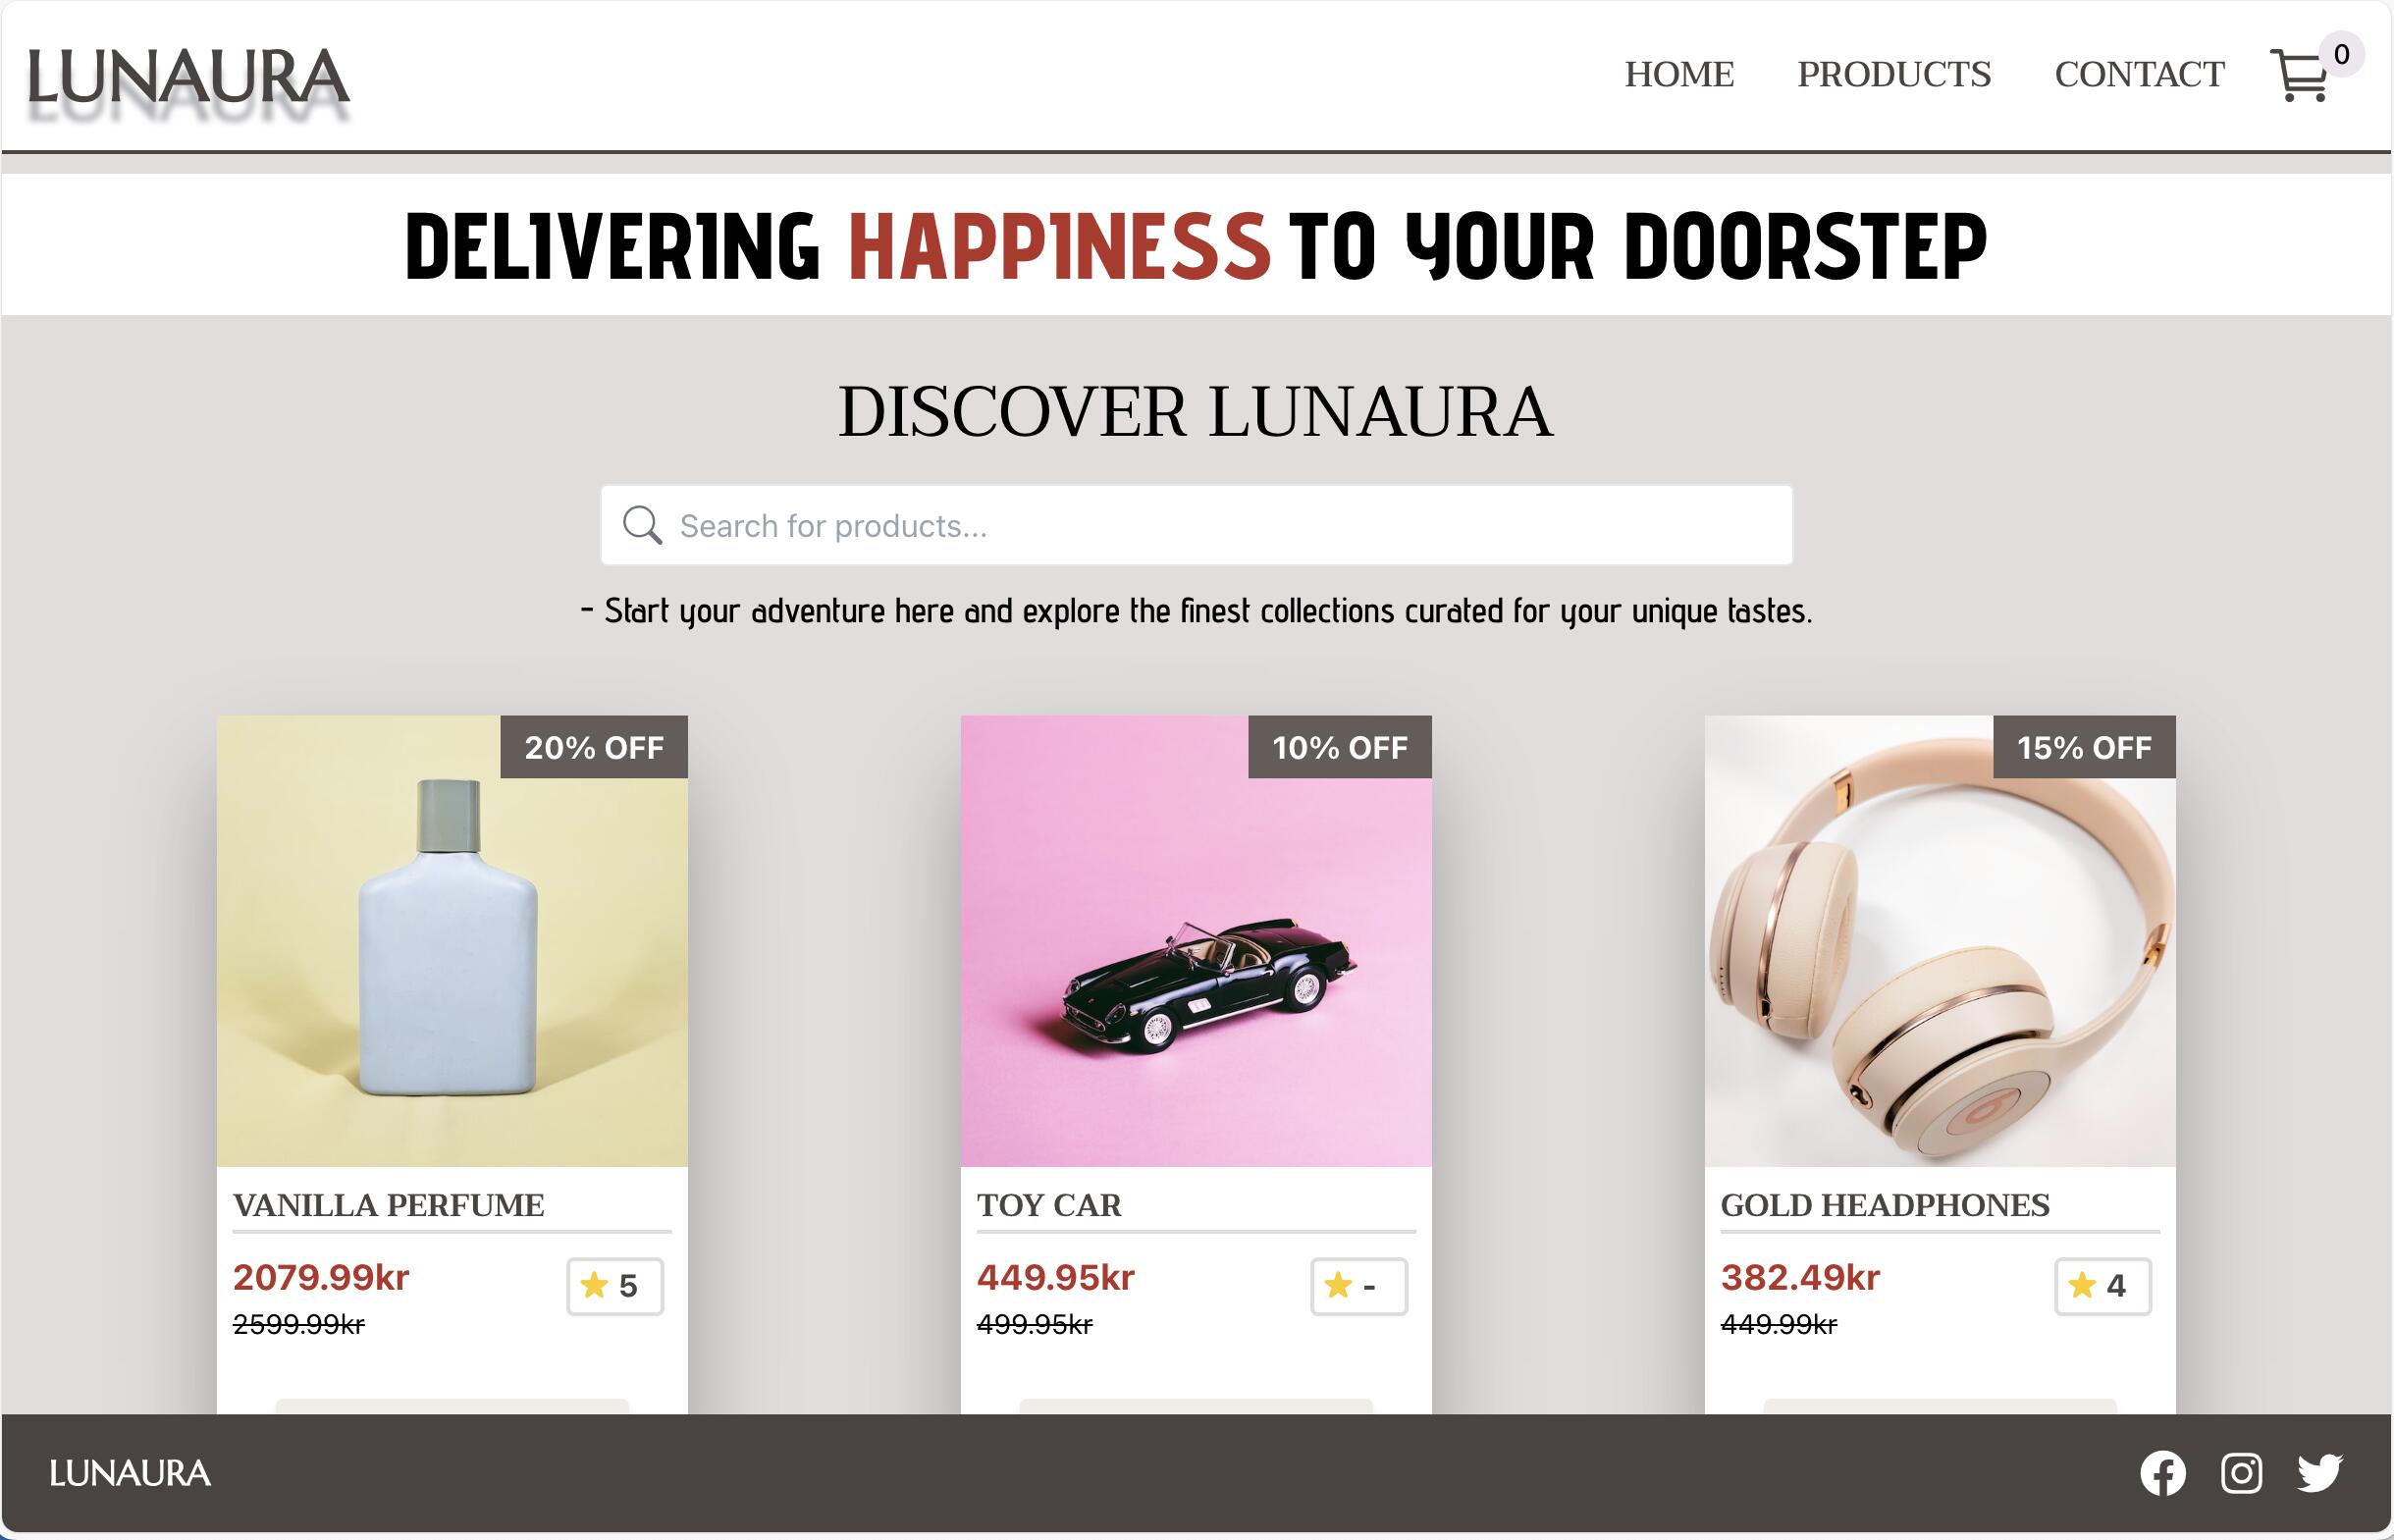 LUNAURA
HOME PRODUCTS CONTACT 0
DELIVERING HAPPINESS TO YOUR DOORSTEP
DISCOVER LUNAURA
Search for products...
- Start your adventure here and explore the finest collections curated for your unique tastes.
20% OFF
VANILLA PERFUME
2079.99kr 5
2599.99kr
10% OFF
TOY CAR
449.95kr -
499.95kr
15% OFF
GOLD HEADPHONES
382.49kr 4
449.99kr
LUNAURA